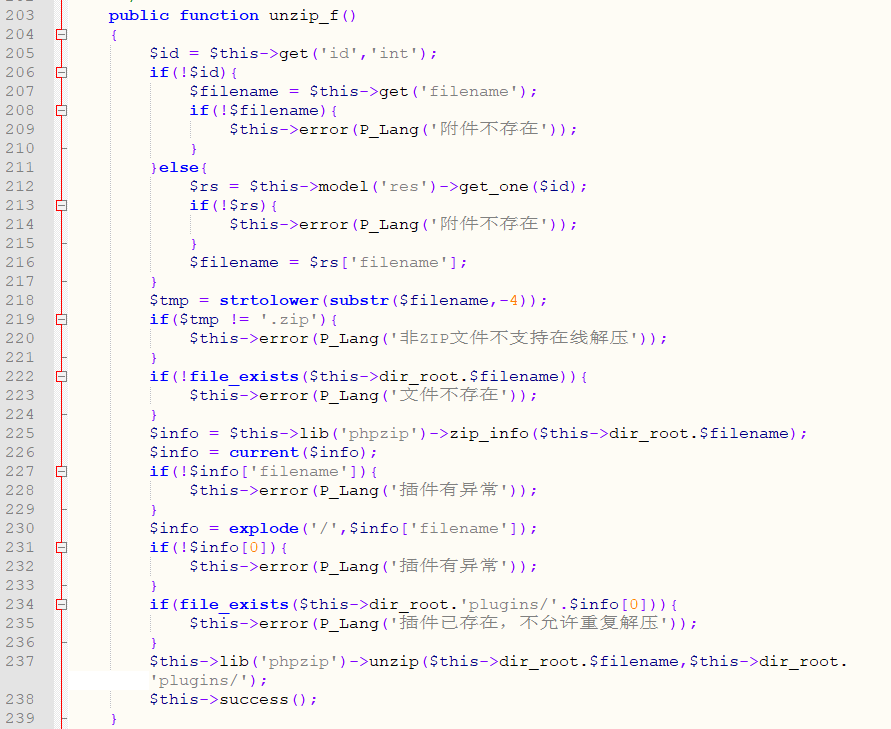 203 public function unzip_f()
204 {
205 $id = $this->get('id','int');
206 if(!$id){
207 $filename = $this->get('filename');
208 if(!$filename){
209 $this->error(P_Lang('附件不存在'));
210 }
211 }else{
212 $rs = $this->model('res')->get_one($id);
213 if(!$rs){
214 $this->error(P_Lang('附件不存在'));
215 }
216 $filename = $rs['filename'];
217 }
218 $tmp = strtolower(substr($filename,-4));
219 if($tmp != '.zip'){
220 $this->error(P_Lang('非ZIP文件不支持在线解压'));
221 }
222 if(!file_exists($this->dir_root.$filename)){
223 $this->error(P_Lang('文件不存在'));
224 }
225 $info = $this->lib('phpzip')->zip_info($this->dir_root.$filename);
226 $info = current($info);
227 if(!$info['filename']){
228 $this->error(P_Lang('插件有异常'));
229 }
230 $info = explode('/',$info['filename']);
231 if(!$info[0]){
232 $this->error(P_Lang('插件有异常'));
233 }
234 if(file_exists($this->dir_root.'plugins/'.$info[0])){
235 $this->error(P_Lang('插件已存在，不允许重复解压'));
236 }
237 $this->lib('phpzip')->unzip($this->dir_root.$filename,$this->dir_root.
'plugins/');
238 $this->success();
239 }